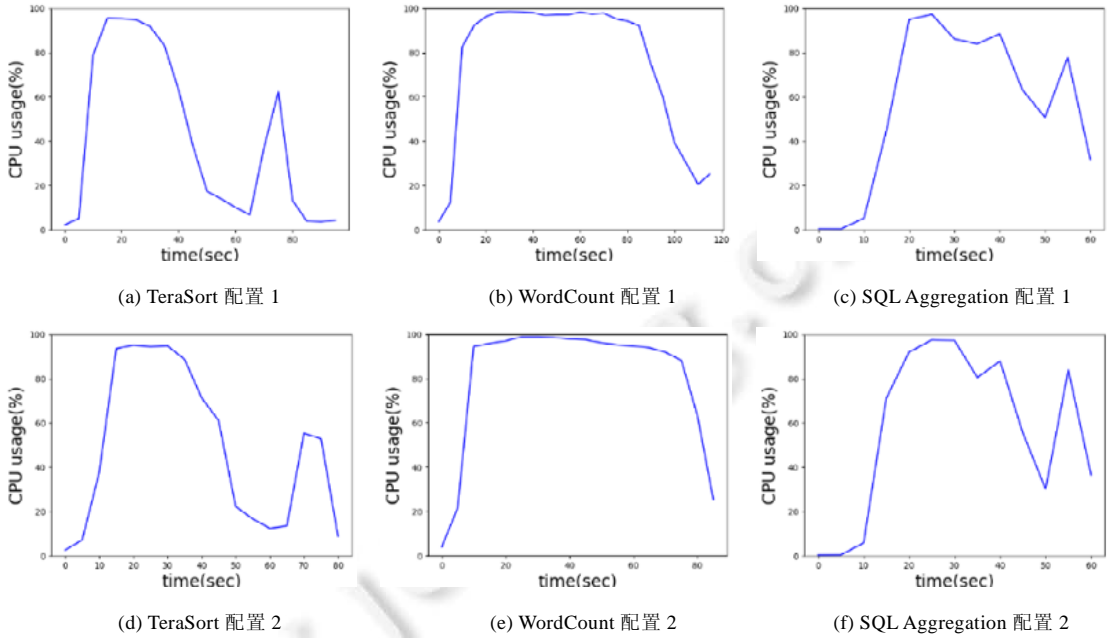 100
80
60
40
20
0
CPU usage(%)
0 20 40 60 80
time(sec)
(a) TeraSort 配置 1
100
80
60
40
20
0
CPU usage(%)
0 20 40 60 80 100 120
time(sec)
(b) WordCount 配置 1
100
80
60
40
20
0
CPU usage(%)
0 10 20 30 40 50 60
time(sec)
(c) SQL Aggregation 配置 1
100
80
60
40
20
0
CPU usage(%)
0 10 20 30 40 50 60 70 80
time(sec)
(d) TeraSort 配置 2
100
80
60
40
20
0
CPU usage(%)
0 20 40 60 80
time(sec)
(e) WordCount 配置 2
100
80
60
40
20
0
CPU usage(%)
0 10 20 30 40 50 60
time(sec)
(f) SQL Aggregation 配置 2